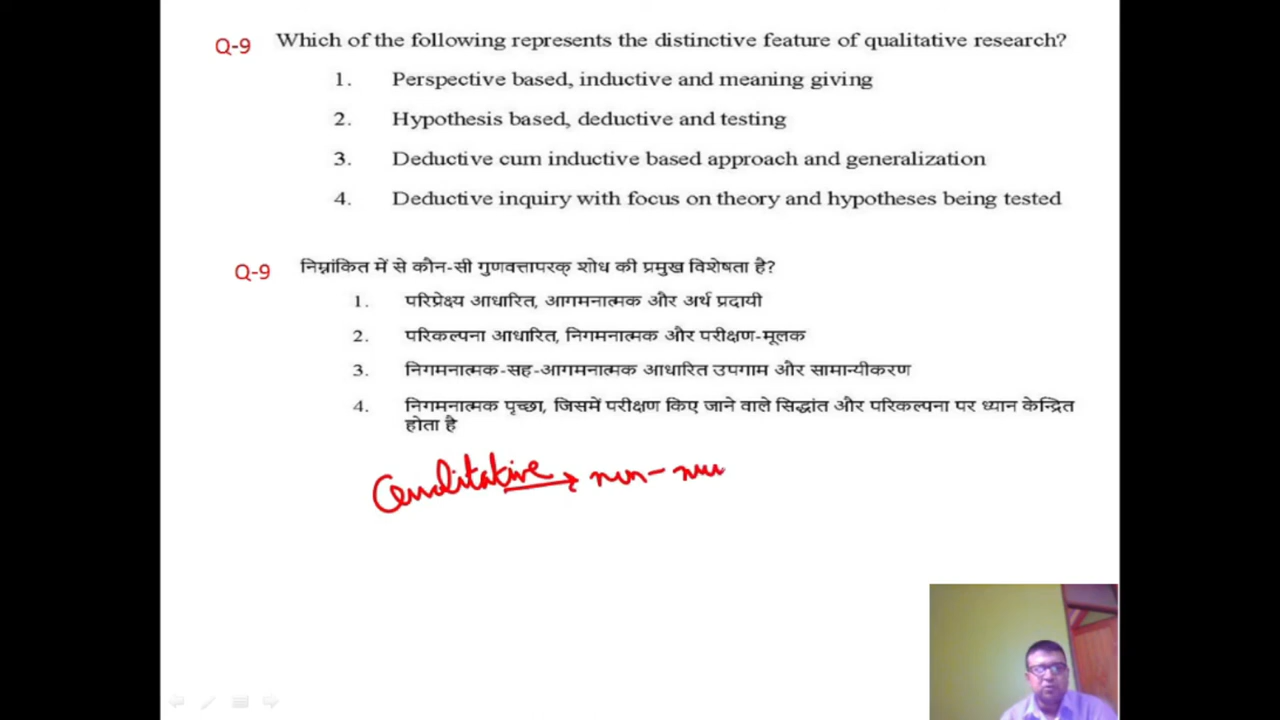 Q-9 Which of the following represents the distinctive feature of qualitative research?
1. Perspective based, inductive and meaning giving
2. Hypothesis based, deductive and testing
3. Deductive cum inductive based approach and generalization
4. Deductive inquiry with focus on theory and hypotheses being tested
Q-9 निम्नांकित में से कौन-सी गुणवत्तापरक् शोध की प्रमुख विशेषता है?
1. परिप्रेक्ष्य आधारित, आगमनात्मक और अर्थ प्रदायी
2. परिकल्पना आधारित, निगमनात्मक और परीक्षण-मूलक
3. निगमनात्मक-सह-आगमनात्मक आधारित उपगाम और सामान्यीकरण
4. निगमनात्मक पृच्छा, जिसमें परीक्षण किए जाने वाले सिद्धांत और परिकल्पना पर ध्यान केन्द्रित
होता है
Qualitative → non-nu